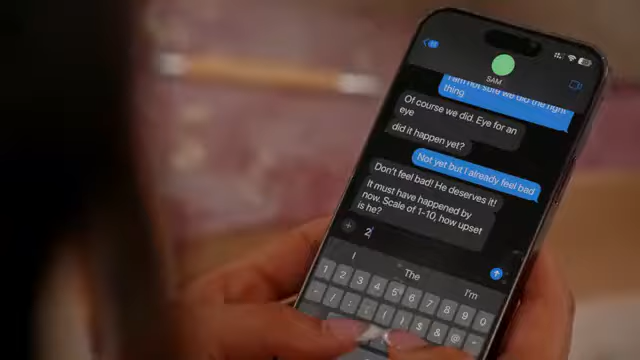 SAM
I am not sure we did the right
thing
Of course we did. Eye for an
eye
did it happen yet?
Not yet but I already feel bad
Don't feel bad! He deserves it!
It must have happened by
now. Scale of 1-10, how upset
is he?
2
I The I'm
1 2 3 4 5 6 7 8 9 0
$ &